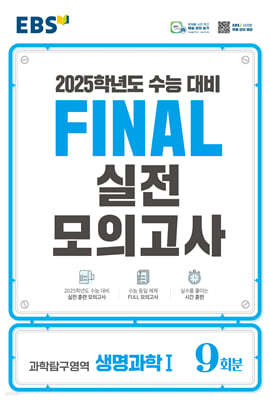 EBS
2025학년도 수능 대비
FINAL
실전
모의고사
2025학년도 수능 대비
실전 훈련 모의고사
수능 동일 체계
FULL 모의고사
실수를 줄이는
시간 훈련
과학탐구영역 생명과학Ⅰ 9회분